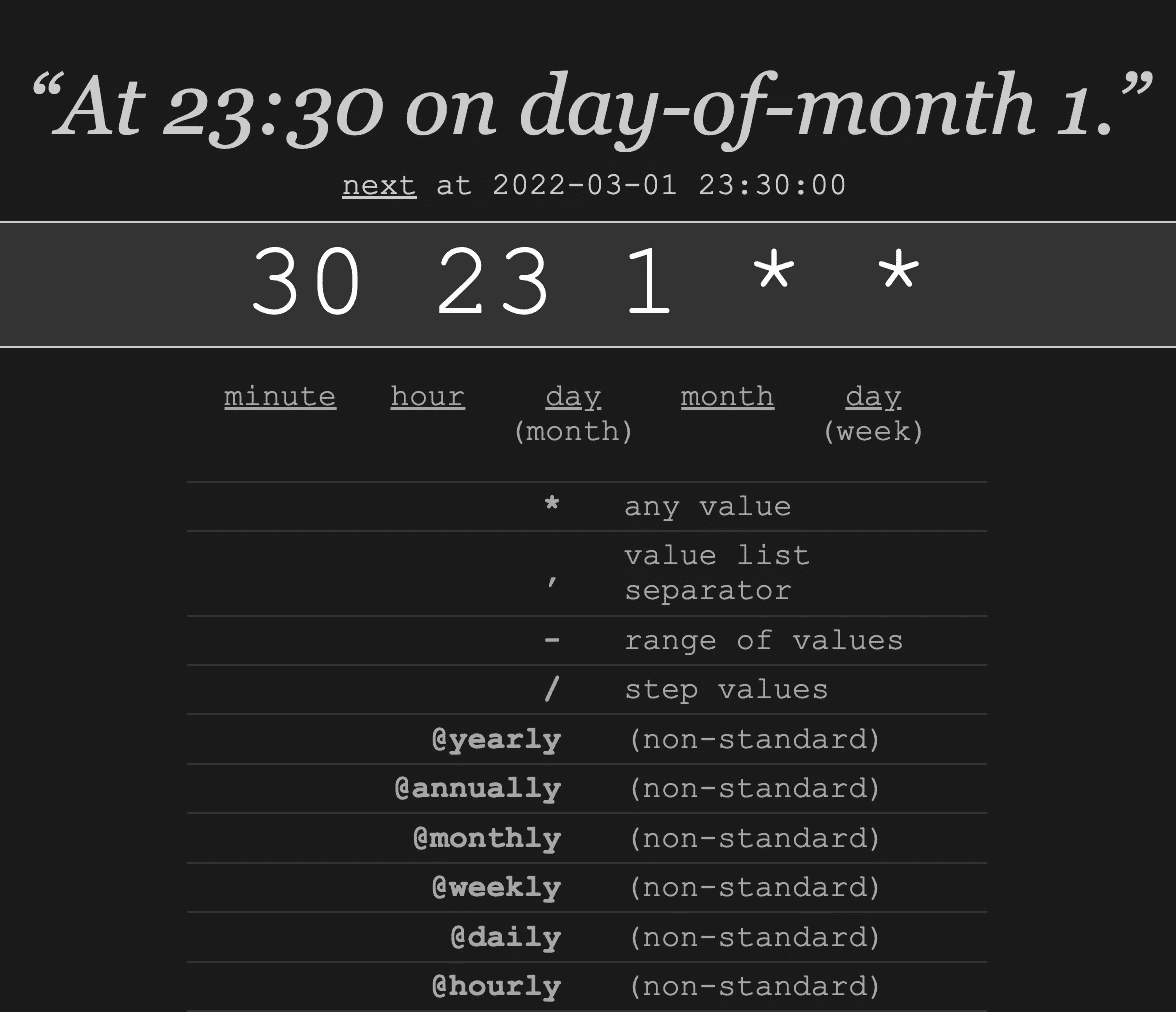 “At 23:30 on day-of-month 1.”
next at 2022-03-01 23:30:00
30 23 1 * *
minute hour day month day
(month) (week)
* any value
, value list
separator
- range of values
/ step values
@yearly (non-standard)
@annually (non-standard)
@monthly (non-standard)
@weekly (non-standard)
@daily (non-standard)
@hourly (non-standard)